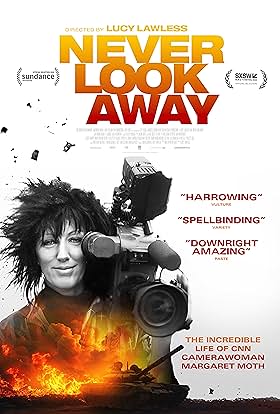 DIRECTED BY LUCY LAWLESS
NEVER
LOOK
AWAY
sundance
SXSW
"HARROWING"
VULTURE
"SPELLBINDING"
VARIETY
"DOWNRIGHT
AMAZING"
PASTE
THE INCREDIBLE
LIFE OF CNN
CAMERAWOMAN
MARGARET MOTH